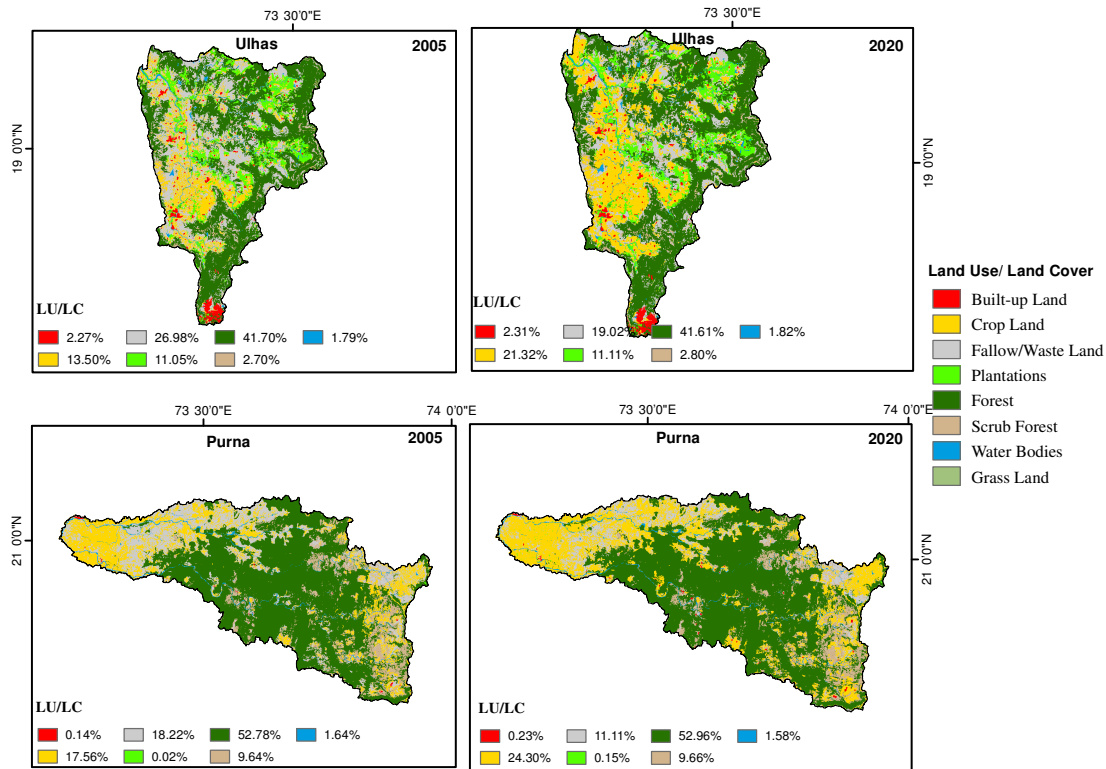 73 30'0"E
73 30'0"E
Ulhas
2005
Ulhas
2020
19 0'0"N
19 0'0"N
LU/LC
2.27% 26.98% 41.70% 1.79%
13.50% 11.05% 2.70%
LU/LC
2.31% 19.02% 41.61% 1.82%
21.32% 11.11% 2.80%
Land Use/ Land Cover
Built-up Land
Crop Land
Fallow/Waste Land
Plantations
Forest
Scrub Forest
Water Bodies
Grass Land
73 30'0"E
74 0'0"E
73 30'0"E
74 0'0"E
Purna
2005
Purna
2020
21 0'0"N
21 0'0"N
LU/LC
0.14% 18.22% 52.78% 1.64%
17.56% 0.02% 9.64%
LU/LC
0.23% 11.11% 52.96% 1.58%
24.30% 0.15% 9.66%